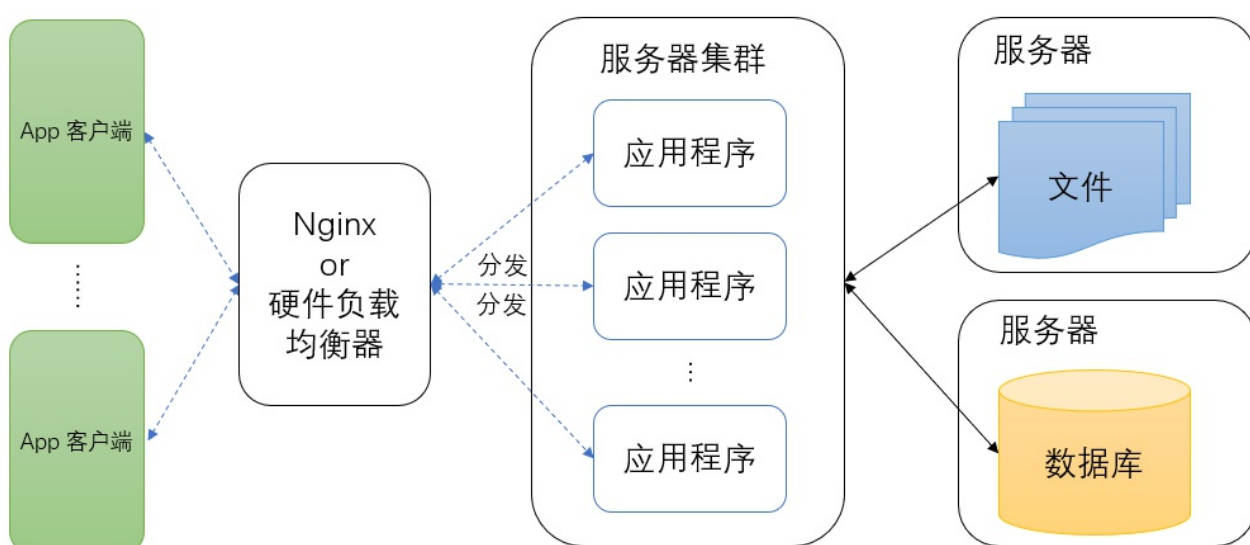 App 客户端
......
App 客户端
Nginx
or
硬件负载
均衡器
分发
分发
服务器集群
应用程序
应用程序
...
应用程序
服务器
文件
服务器
数据库